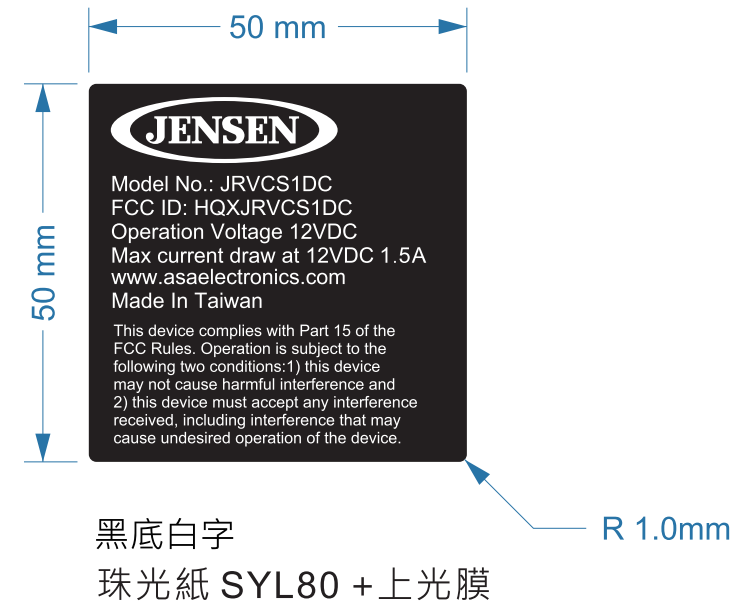 50 mm
50 mm
JENSEN
Model No.: JRVCS1DC
FCC ID: HQXJRVCS1DC
Operation Voltage 12VDC
Max current draw at 12VDC 1.5A
www.asaelectronics.com
Made In Taiwan
This device complies with Part 15 of the
FCC Rules. Operation is subject to the
following two conditions:1) this device
may not cause harmful interference and
2) this device must accept any interference
received, including interference that may
cause undesired operation of the device.
R 1.0mm
黑底白字
珠光紙 SYL80 +上光膜